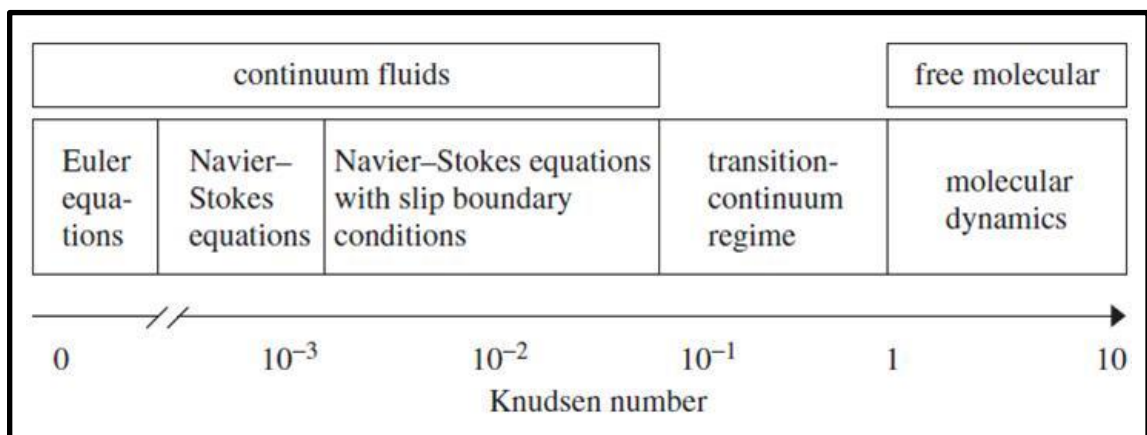 continuum fluids
free molecular
Euler
equa-
tions
Navier–
Stokes
equations
Navier–Stokes equations
with slip boundary
conditions
transition-
continuum
regime
molecular
dynamics
0
10⁻³
10⁻²
10⁻¹
1
10
Knudsen number